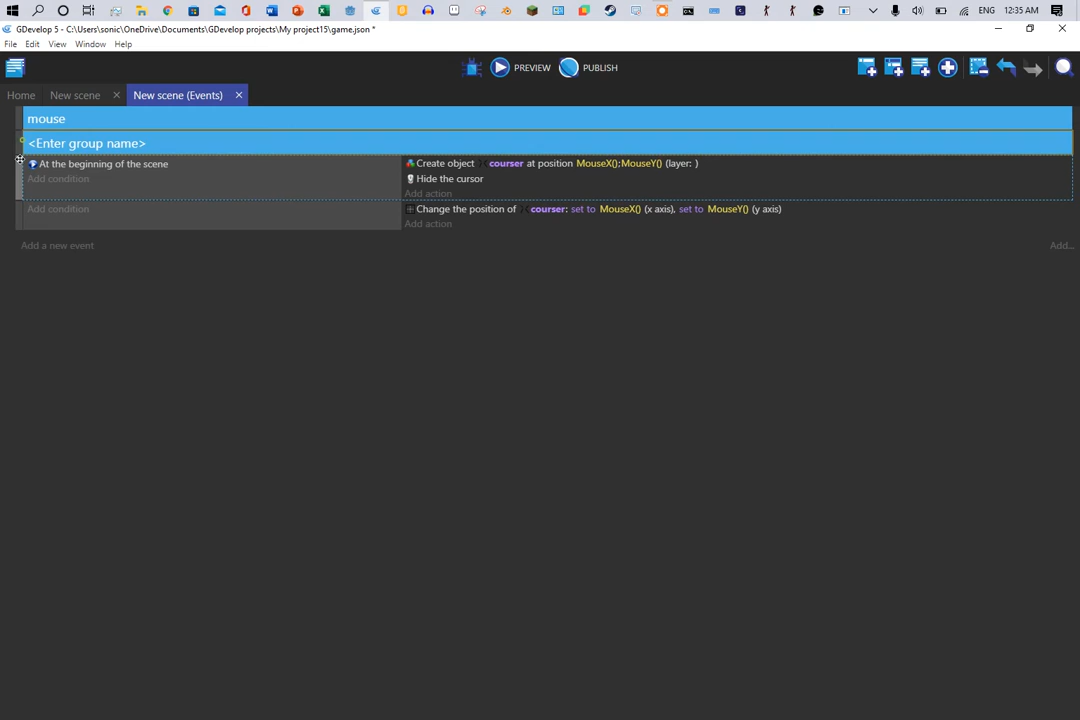 ENG 12:35 AM
GDevelop 5 - C:\Users\sonic\OneDrive\Documents\GDevelop projects\My project15\game.json *
File Edit View Window Help
PREVIEW PUBLISH
Home New scene New scene (Events)
mouse
<Enter group name>
At the beginning of the scene
Add condition
Create object courser at position MouseX();MouseY() (layer: )
Hide the cursor
Add action
Add condition
Change the position of courser: set to MouseX() (x axis), set to MouseY() (y axis)
Add action
Add a new event
Add...